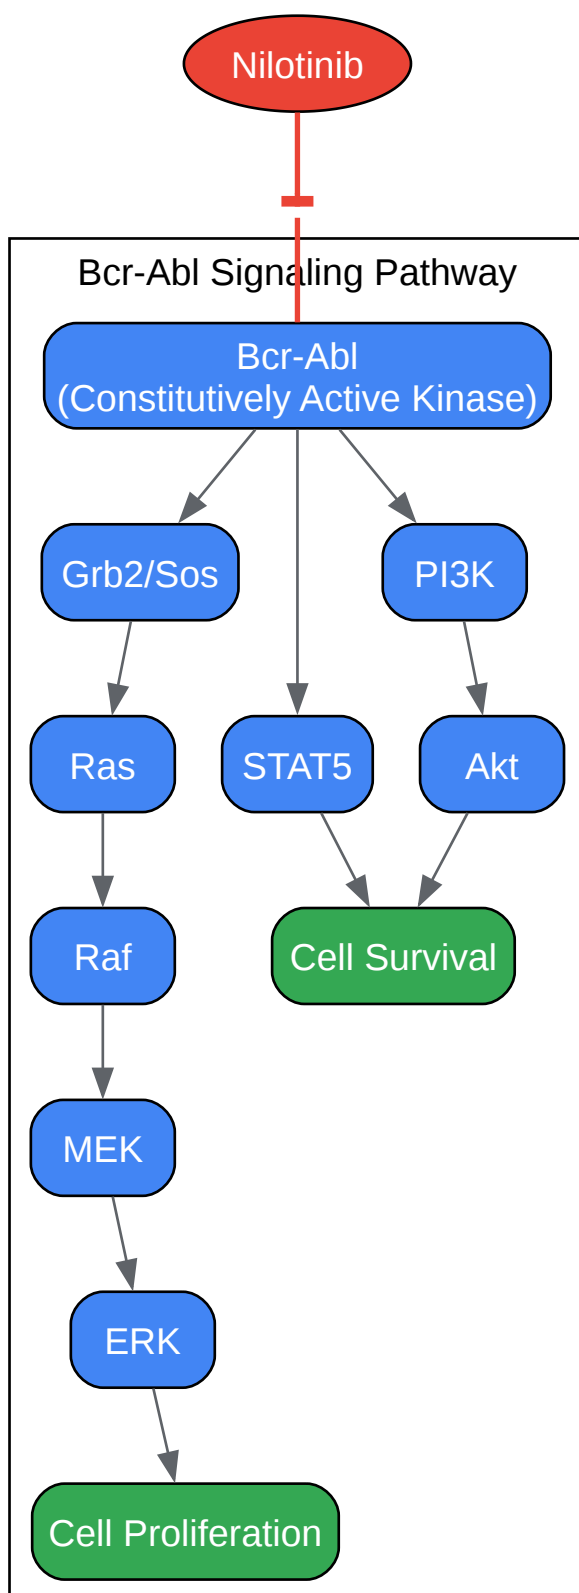 Nilotinib
Bcr-Abl Signaling Pathway
Bcr-Abl
(Constitutively Active Kinase)
Grb2/Sos
PI3K
Ras
STAT5
Akt
Raf
Cell Survival
MEK
ERK
Cell Proliferation